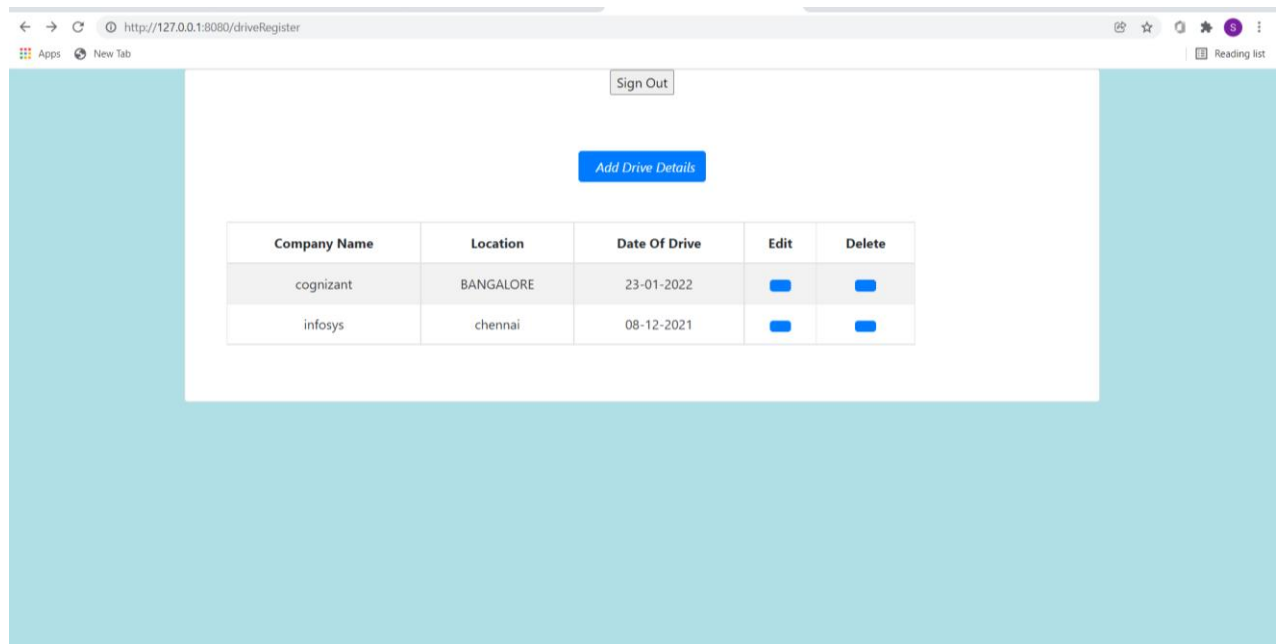 http://127.0.0.1:8080/driveRegister
S
Apps New Tab Reading list
Sign Out
Add Drive Details
Company Name Location Date Of Drive Edit Delete
cognizant BANGALORE 23-01-2022
infosys chennai 08-12-2021